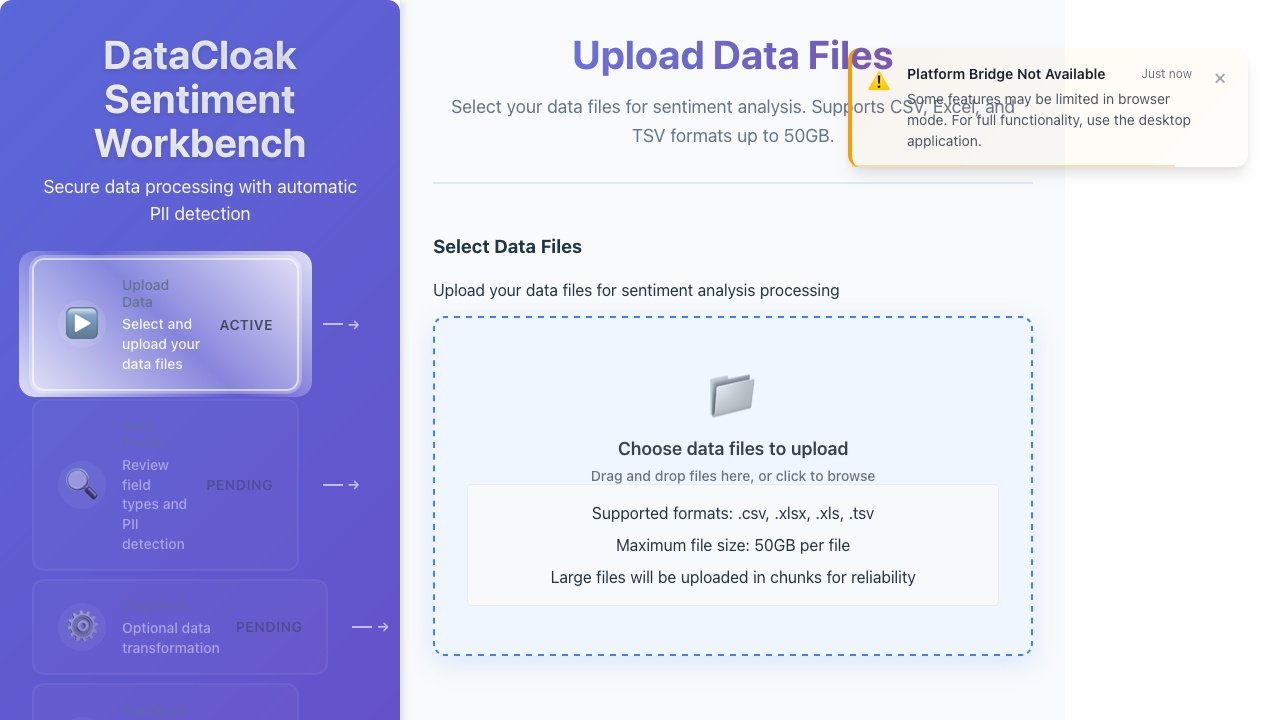 DataCloak
Sentiment
Workbench
Secure data processing with automatic
PII detection
Upload
Data
Select and
upload your
data files
ACTIVE
Review
field
types and
PII
detection
PENDING
Optional data
transformation
PENDING
Upload Data Files
Select your data files for sentiment analysis. Supports CSV, Excel, and
TSV formats up to 50GB.
Platform Bridge Not Available
Just now
Some features may be limited in browser
mode. For full functionality, use the desktop
application.
Select Data Files
Upload your data files for sentiment analysis processing
Choose data files to upload
Drag and drop files here, or click to browse
Supported formats: .csv, .xlsx, .xls, .tsv
Maximum file size: 50GB per file
Large files will be uploaded in chunks for reliability